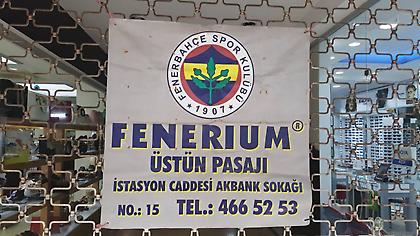 FENERBAHÇE SPOR KULÜBÜ
1907
FENERIUM®
ÜSTÜN PASAJI
İSTASYON CADDESİ AKBANK SOKAĞI
NO.: 15 TEL.: 466 52 53